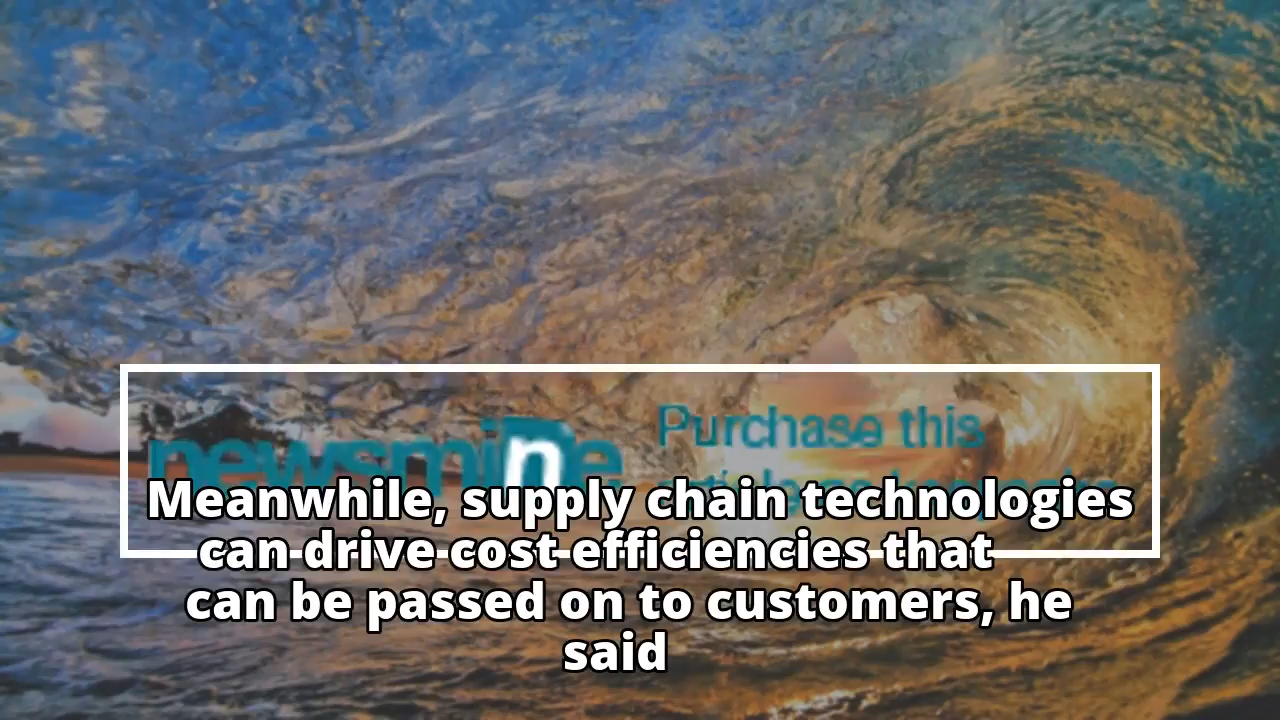 newsmine
Purchase this
Meanwhile, supply chain technologies
can drive cost efficiencies that
can be passed on to customers, he
said